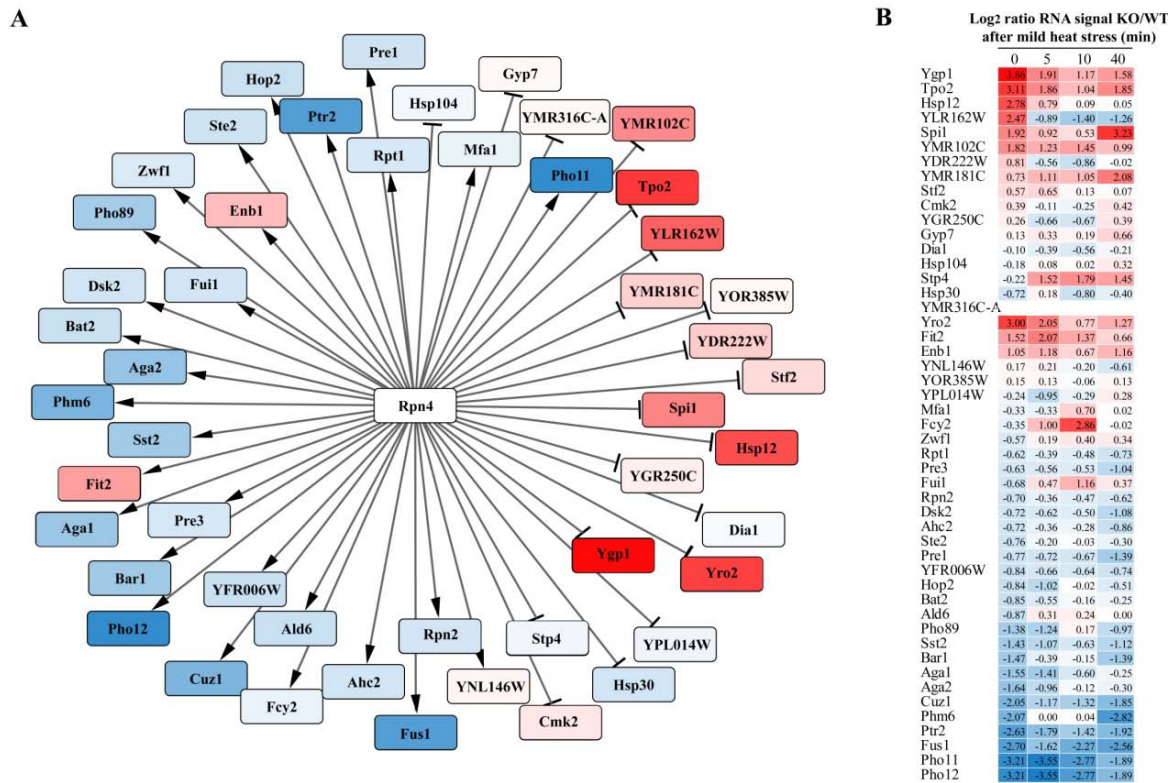 A
Pre1
Hop2
Gyp7
Hsp104
Ptr2
YMR316C-A
YMR102C
Ste2
Rpt1
Mfa1
Zwf1
Pho11
Tpo2
Enb1
Pho89
YLR162W
Dsk2
Fui1
YMR181C
YOR385W
Bat2
YDR222W
Aga2
Stf2
Phm6
Rpn4
Spi1
Sst2
Hsp12
Fit2
YGR250C
Aga1
Pre3
Dia1
Ygp1
Bar1
YFR006W
Yro2
Pho12
Ald6
Rpn2
Stp4
YPL014W
Cuz1
Ahc2
YNL146W
Hsp30
Fcy2
Cmk2
Fus1
B
Log2 ratio RNA signal KO/WT
after mild heat stress (min)
0 5 10 40
Ygp1 3.86 1.91 1.17 1.58
Tpo2 3.11 1.86 1.04 1.85
Hsp12 2.78 0.79 0.09 0.05
YLR162W 2.47 -0.89 -1.40 -1.26
Spi1 1.92 0.92 0.53 3.23
YMR102C 1.82 1.23 1.45 0.99
YDR222W 0.81 -0.56 -0.86 -0.02
YMR181C 0.73 1.11 1.05 2.08
Stf2 0.57 0.65 0.13 0.07
Cmk2 0.39 -0.11 -0.25 0.42
YGR250C 0.26 -0.66 -0.67 0.39
Gyp7 0.13 0.33 0.19 0.66
Dia1 -0.10 -0.39 -0.56 -0.21
Hsp104 -0.18 0.08 0.02 0.32
Stp4 -0.22 1.52 1.79 1.45
Hsp30 -0.72 0.18 -0.80 -0.40
YMR316C-A
Yro2 3.00 2.05 0.77 1.27
Fit2 1.52 2.07 1.37 0.66
Enb1 1.05 1.18 0.67 1.16
YNL146W 0.17 0.21 -0.20 -0.61
YOR385W 0.15 0.13 -0.06 0.13
YPL014W -0.24 -0.95 -0.29 0.28
Mfa1 -0.33 -0.33 0.70 0.02
Fcy2 -0.35 1.00 2.86 -0.02
Zwf1 -0.57 0.19 0.40 0.34
Rpt1 -0.62 -0.39 -0.48 -0.73
Pre3 -0.63 -0.56 -0.53 -1.04
Fui1 -0.68 0.47 1.16 0.37
Rpn2 -0.70 -0.36 -0.47 -0.62
Dsk2 -0.72 -0.62 -0.50 -1.08
Ahc2 -0.72 -0.36 -0.28 -0.86
Ste2 -0.76 -0.20 -0.03 -0.30
Pre1 -0.77 -0.72 -0.67 -1.39
YFR006W -0.84 -0.66 -0.64 -0.74
Hop2 -0.84 -1.02 -0.02 -0.51
Bat2 -0.85 -0.55 -0.16 -0.25
Ald6 -0.87 0.31 0.24 0.00
Pho89 -1.38 -1.24 0.17 -0.97
Sst2 -1.43 -1.07 -0.63 -1.12
Bar1 -1.47 -0.39 -0.15 -1.39
Aga1 -1.55 -1.41 -0.60 -0.25
Aga2 -1.64 -0.96 -0.12 -0.30
Cuz1 -2.05 -1.17 -1.32 -1.85
Phm6 -2.07 0.00 0.04 -2.82
Ptr2 -2.63 -1.79 -1.42 -1.92
Fus1 -2.70 -1.62 -2.27 -2.56
Pho11 -3.21 -3.55 -2.77 -1.89
Pho12 -3.21 -3.55 -2.77 -1.89